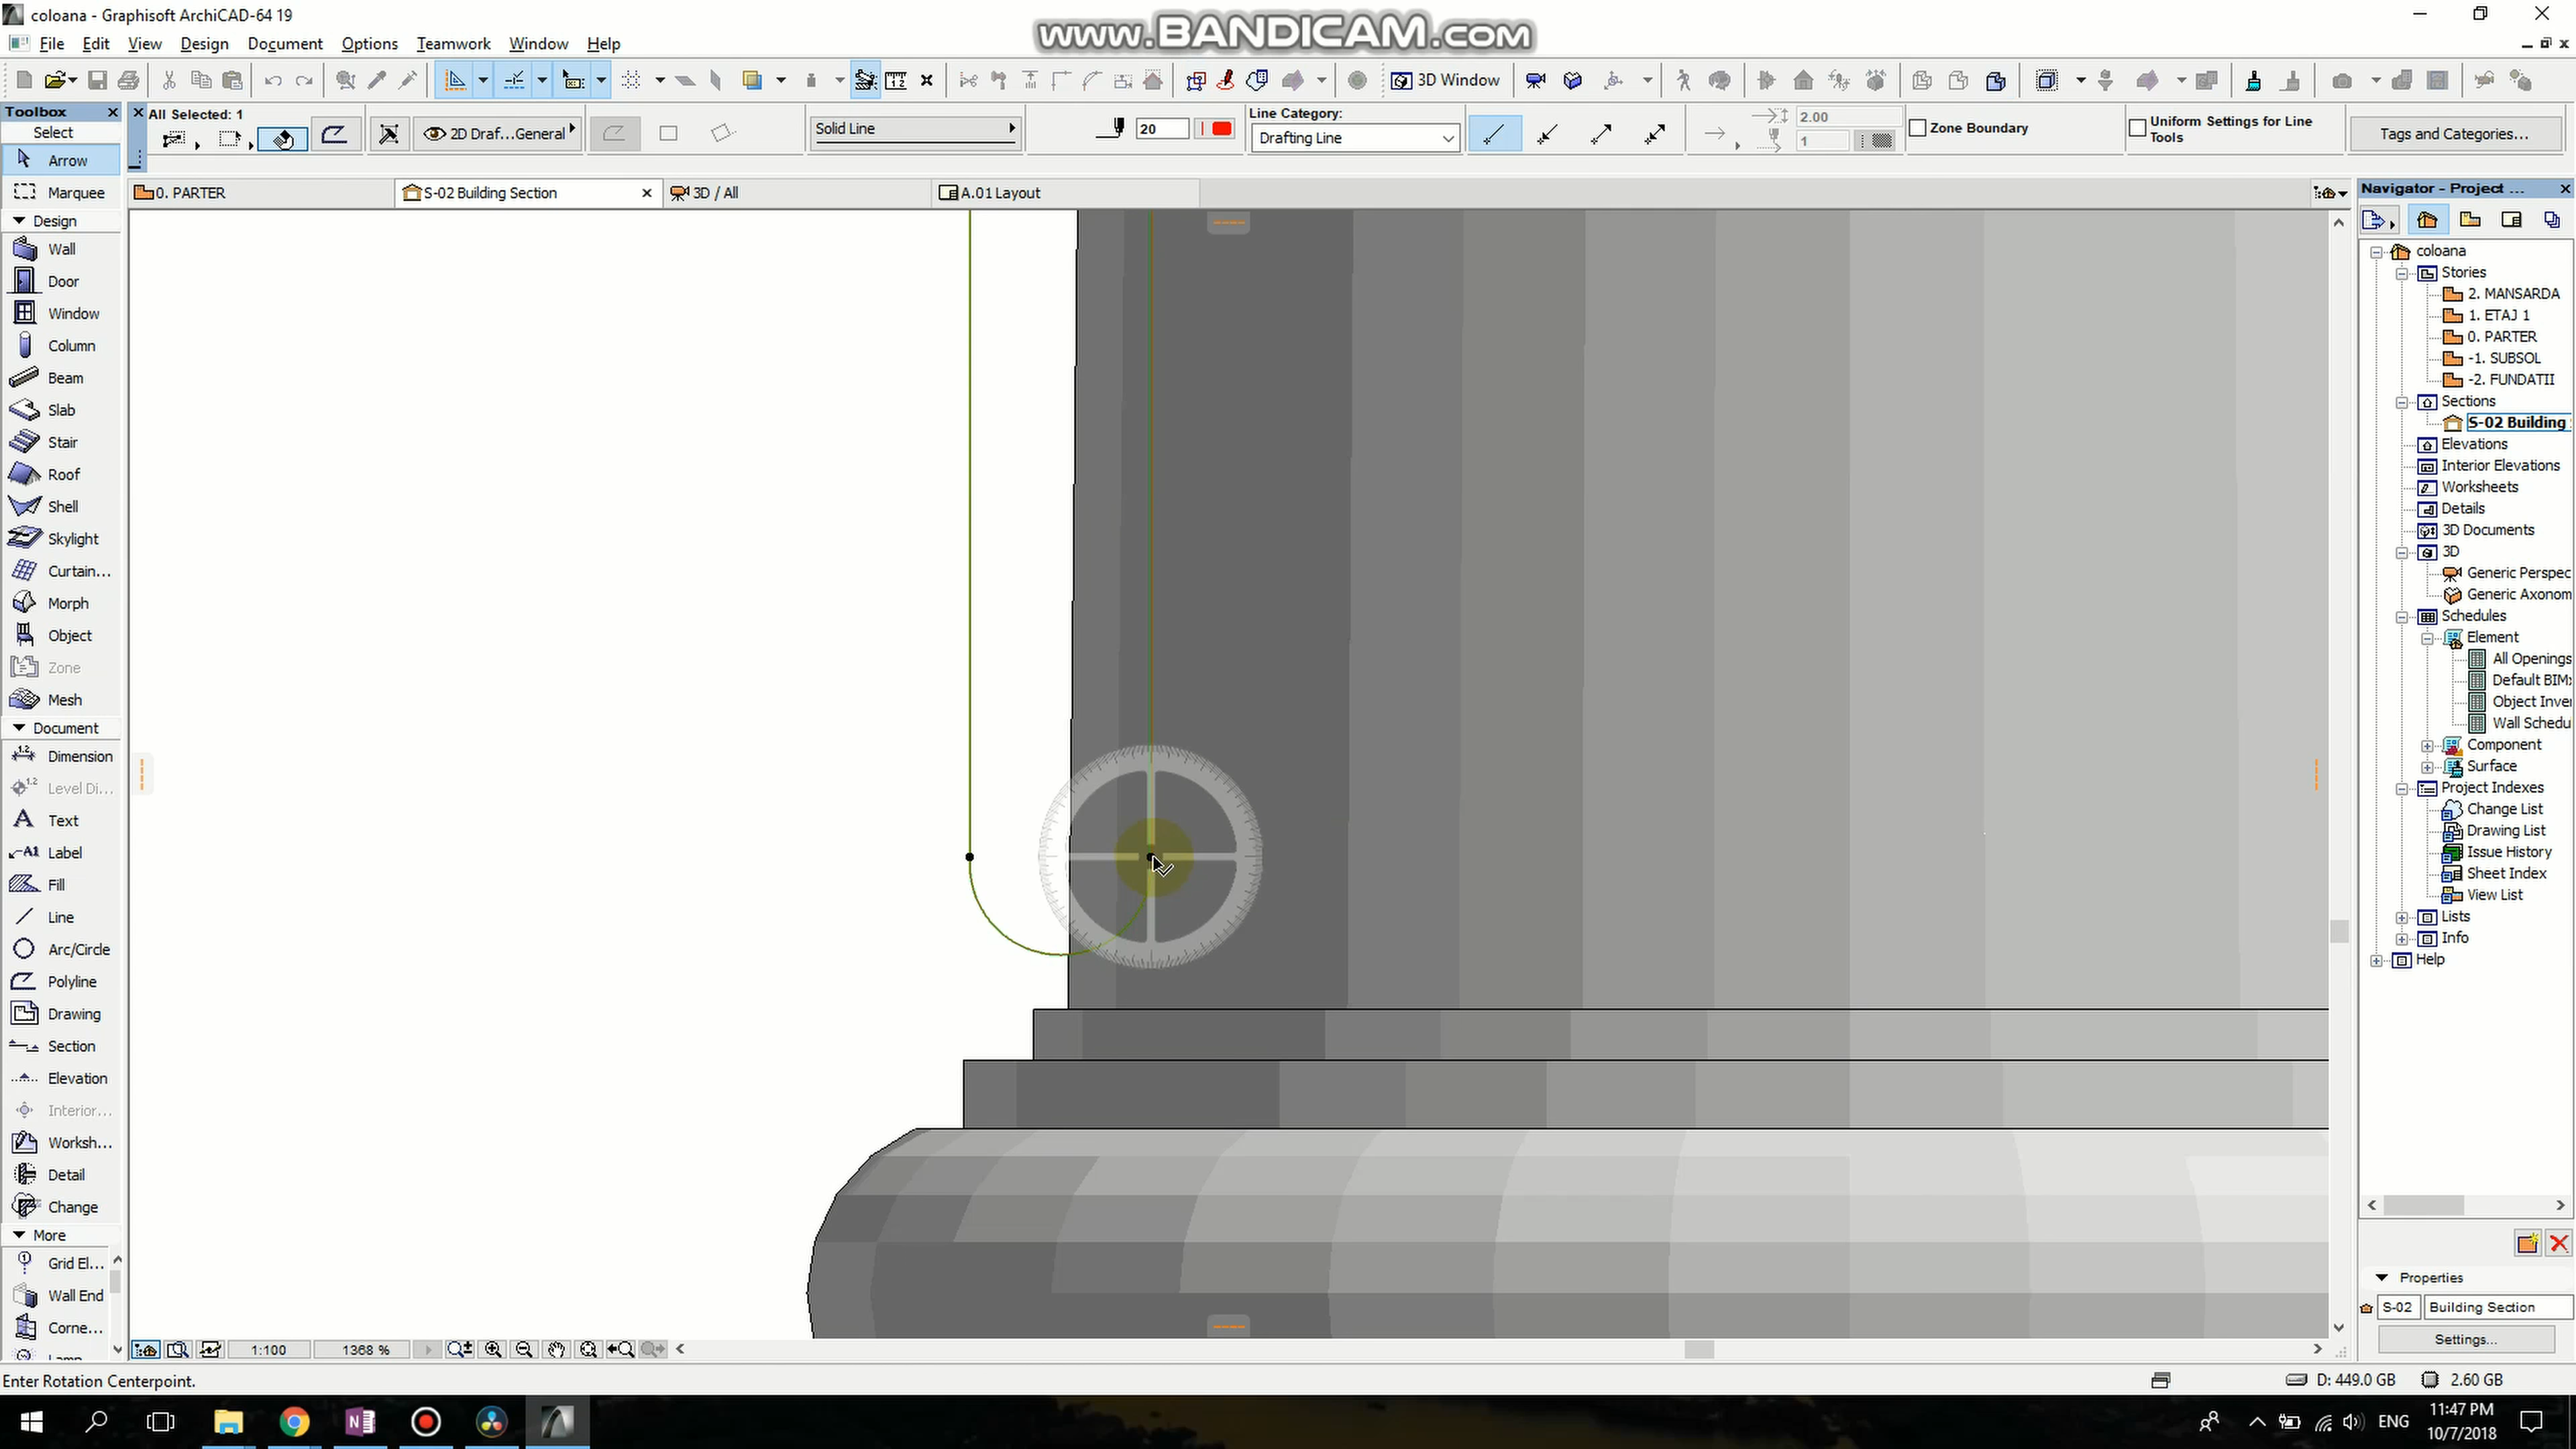 coloana - Graphisoft ArchiCAD-64 19
www.BANDICAM.com
File Edit View Design Document Options Teamwork Window Help
3D Window
Toolbox
Select
Arrow
Marquee
Design
Wall
Door
Window
Column
Beam
Slab
Stair
Roof
Shell
Skylight
Curtain...
Morph
Object
Zone
Mesh
Document
Dimension
Level Di...
Text
Label
Fill
Line
Arc/Circle
Polyline
Drawing
Section
Elevation
Interior...
Worksh...
Detail
Change
More
Grid El...
Wall End
Corne...
All Selected: 1
2D Draf...General
Solid Line
20
Line Category:
Drafting Line
2.00
1
Zone Boundary
Uniform Settings for Line Tools
Tags and Categories...
0. PARTER
S-02 Building Section
3D / All
A.01 Layout
Navigator - Project ...
coloana
Stories
2. MANSARDA
1. ETAJ 1
0. PARTER
-1. SUBSOL
-2. FUNDATII
Sections
S-02 Building
Elevations
Interior Elevations
Worksheets
Details
3D Documents
3D
Generic Perspec
Generic Axonom
Schedules
Element
All Openings
Default BIM
Object Inve
Wall Schedu
Component
Surface
Project Indexes
Change List
Drawing List
Issue History
Sheet Index
View List
Lists
Info
Help
Properties
S-02 Building Section
Settings...
1:100
1368 %
Enter Rotation Centerpoint.
D: 449.0 GB
2.60 GB
ENG
11:47 PM
10/7/2018